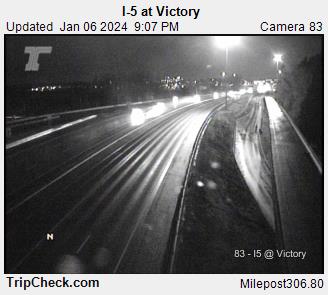 I-5 at Victory
Updated  Jan 06 2024  9:07 PM
Camera 83
T
N
83 - I5 @ Victory
TripCheck.com
Milepost306.80